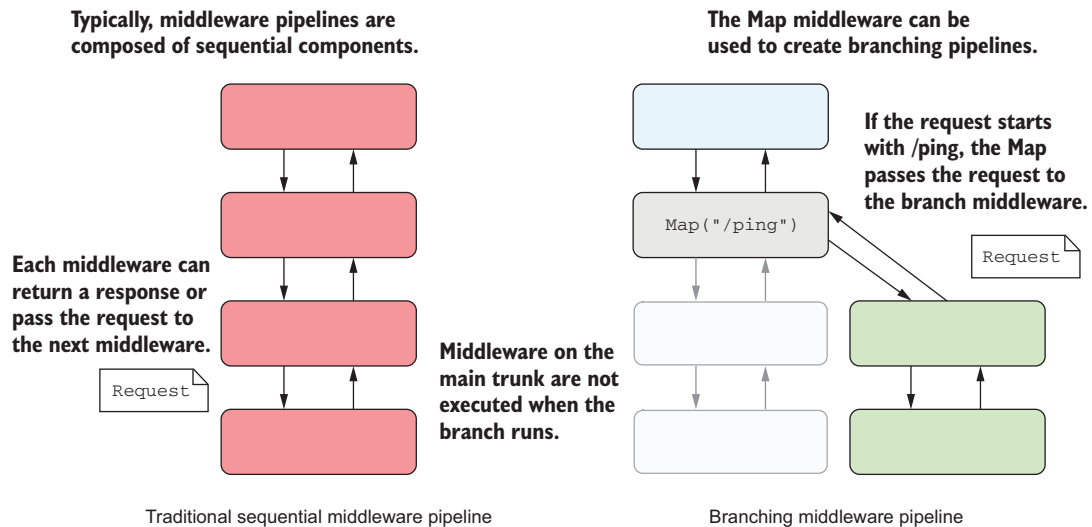 Typically, middleware pipelines are
composed of sequential components.
Each middleware can
return a response or
pass the request to
the next middleware.
Request
Traditional sequential middleware pipeline
The Map middleware can be
used to create branching pipelines.
If the request starts
with /ping, the Map
passes the request to
the branch middleware.
Map("/ping")
Request
Middleware on the
main trunk are not
executed when the
branch runs.
Branching middleware pipeline